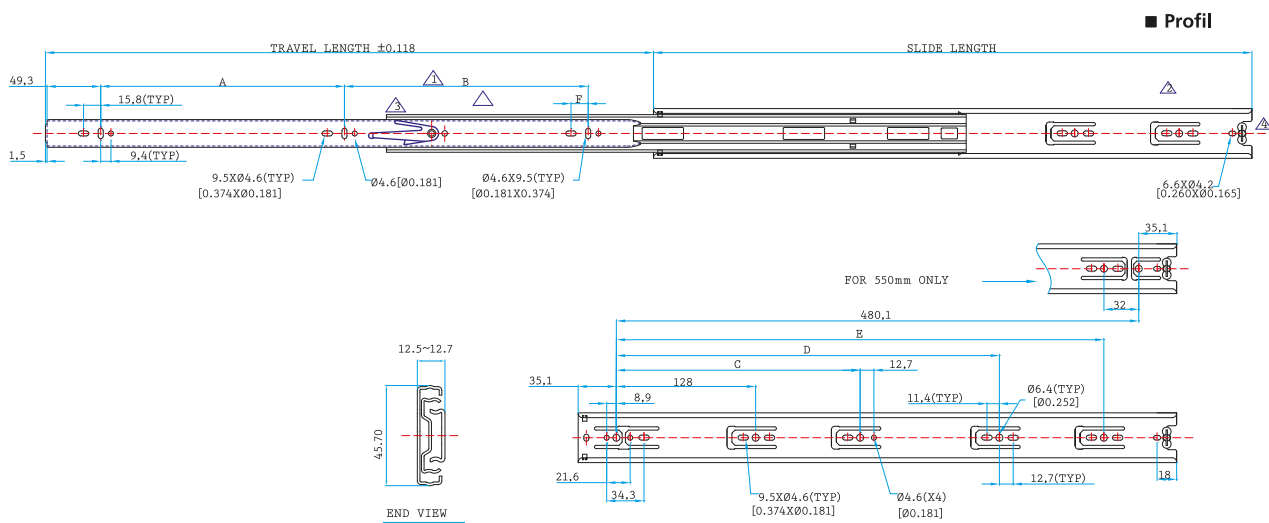 ■ Profil
TRAVEL LENGTH ±0.118
SLIDE LENGTH
49,3
A
1
B
2
15,8(TYP)
3
F
4
1,5
9,4(TYP)
9.5XØ4.6(TYP)
[0.374XØ0.181]
Ø4.6[Ø0.181]
Ø4.6X9.5(TYP)
[Ø0.181X0.374]
6.6XØ4.2
[0.260XØ0.165]
35,1
FOR 550mm ONLY
32
480,1
E
12.5~12.7
D
C
12,7
35,1
128
8,9
11,4(TYP)
Ø6.4(TYP)
[Ø0.252]
45.70
21,6
34,3
9.5XØ4.6(TYP)
[0.374XØ0.181]
Ø4.6(X4)
[Ø0.181]
12,7(TYP)
18
END VIEW